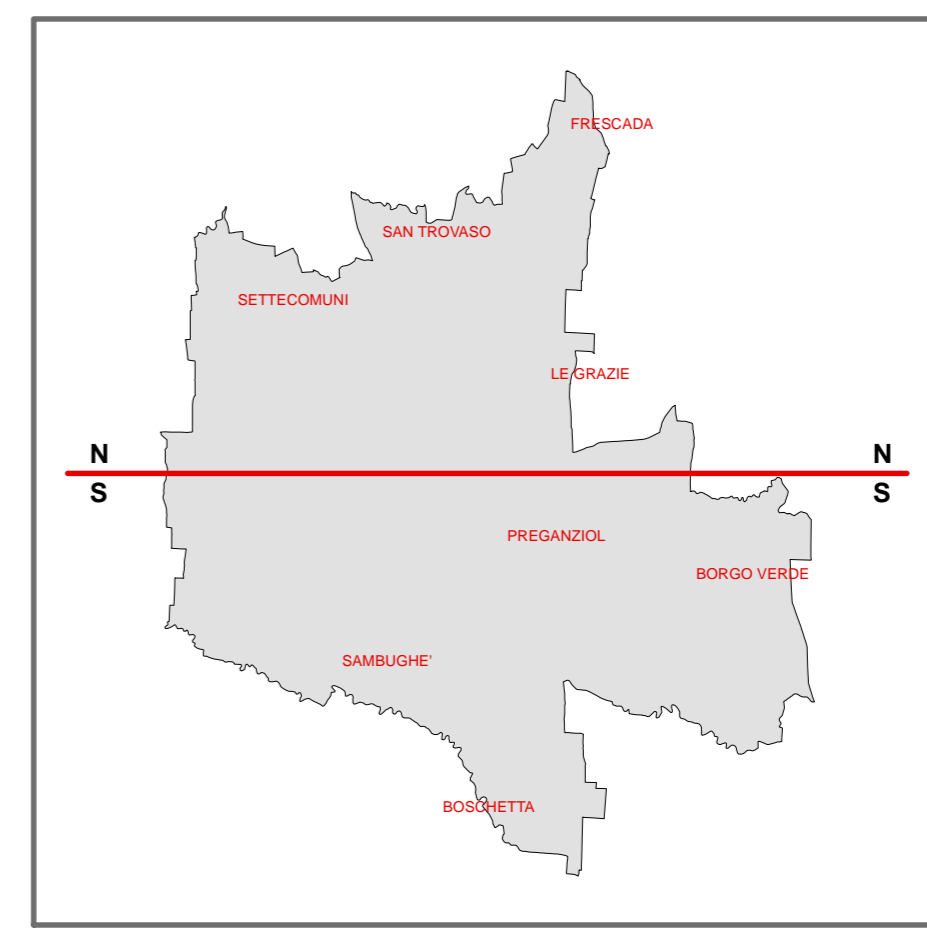 FRESCADA
SAN TROVASO
SETTECOMUNI
LE GRAZIE
N N
S S
PREGANZIOL
BORGO VERDE
SAMBUGHE'
BOSCHETTA